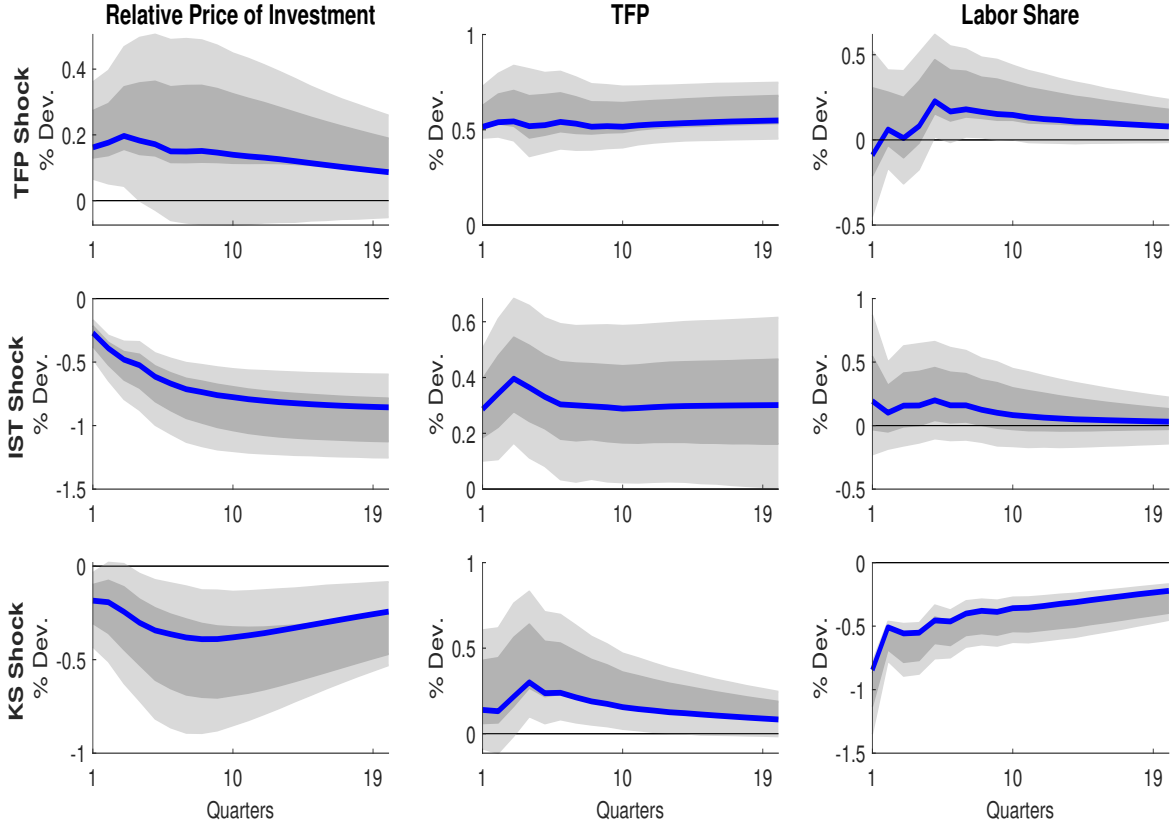 Relative Price of Investment TFP Labor Share
TFP Shock
% Dev.
0.4
0.2
0
1 10 19
% Dev.
1
0.5
0
1 10 19
% Dev.
0.5
0
-0.5
1 10 19
IST Shock
% Dev.
0
-0.5
-1
-1.5
1 10 19
% Dev.
0.6
0.4
0.2
0
1 10 19
% Dev.
1
0.5
0
-0.5
1 10 19
KS Shock
% Dev.
0
-0.5
-1
1 10 19
Quarters
% Dev.
1
0.5
0
1 10 19
Quarters
% Dev.
0
-0.5
-1
-1.5
1 10 19
Quarters